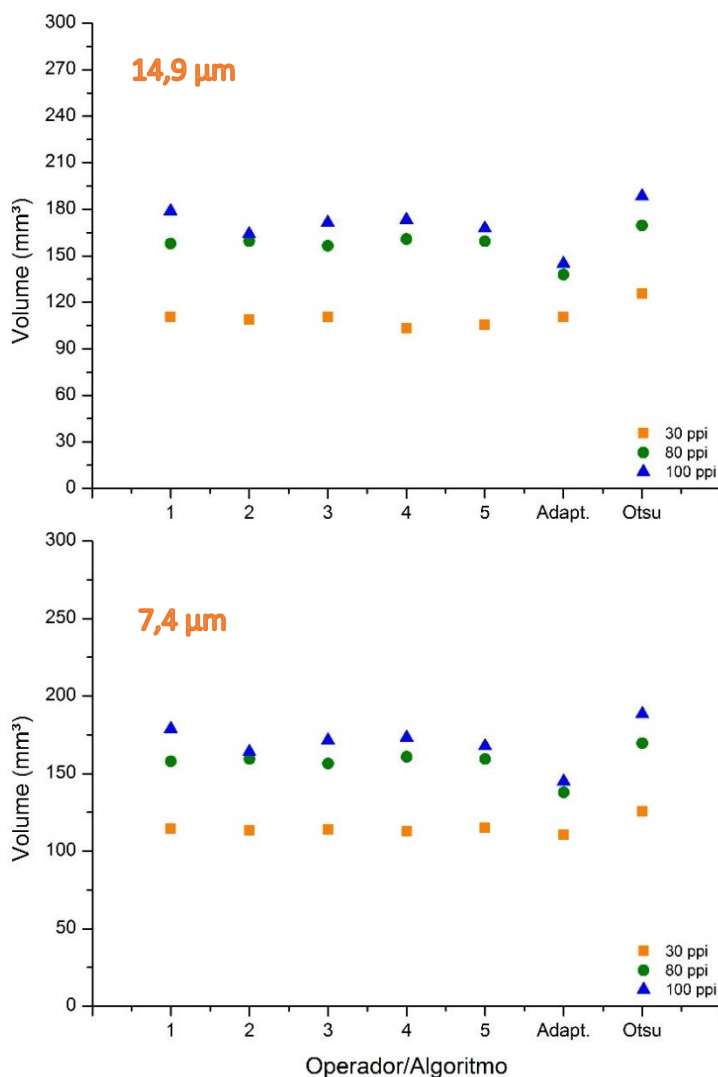 300
270
14,9 µm
240
210
180
150
120
90
60
30
0
Volume (mm³)
30 ppi
80 ppi
100 ppi
1 2 3 4 5 Adapt. Otsu
300
250
7,4 µm
200
150
100
50
0
Volume (mm³)
30 ppi
80 ppi
100 ppi
1 2 3 4 5 Adapt. Otsu
Operador/Algoritmo